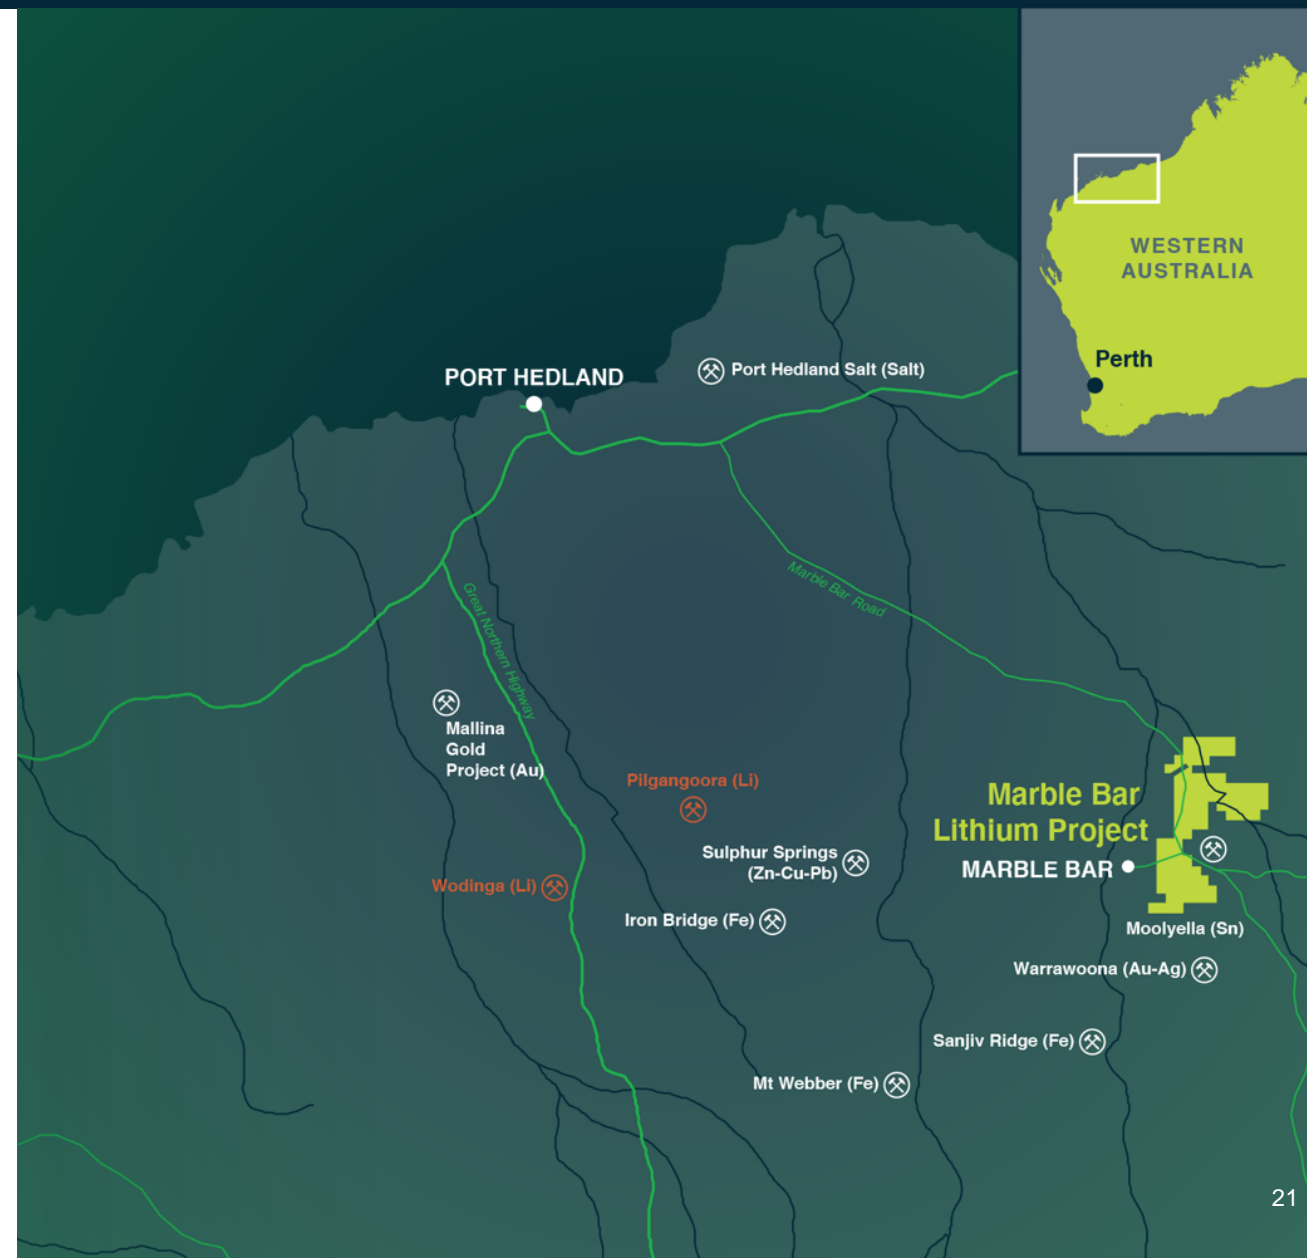 WESTERN
AUSTRALIA
Perth
PORT HEDLAND
Port Hedland Salt (Salt)
Marble Bar Road
Great Northern Highway
Mallina
Gold
Project (Au)
Pilgangoora (Li)
Marble Bar
Lithium Project
MARBLE BAR
Sulphur Springs
(Zn-Cu-Pb)
Wodinga (Li)
Iron Bridge (Fe)
Moolyella (Sn)
Warrawoona (Au-Ag)
Sanjiv Ridge (Fe)
Mt Webber (Fe)
21